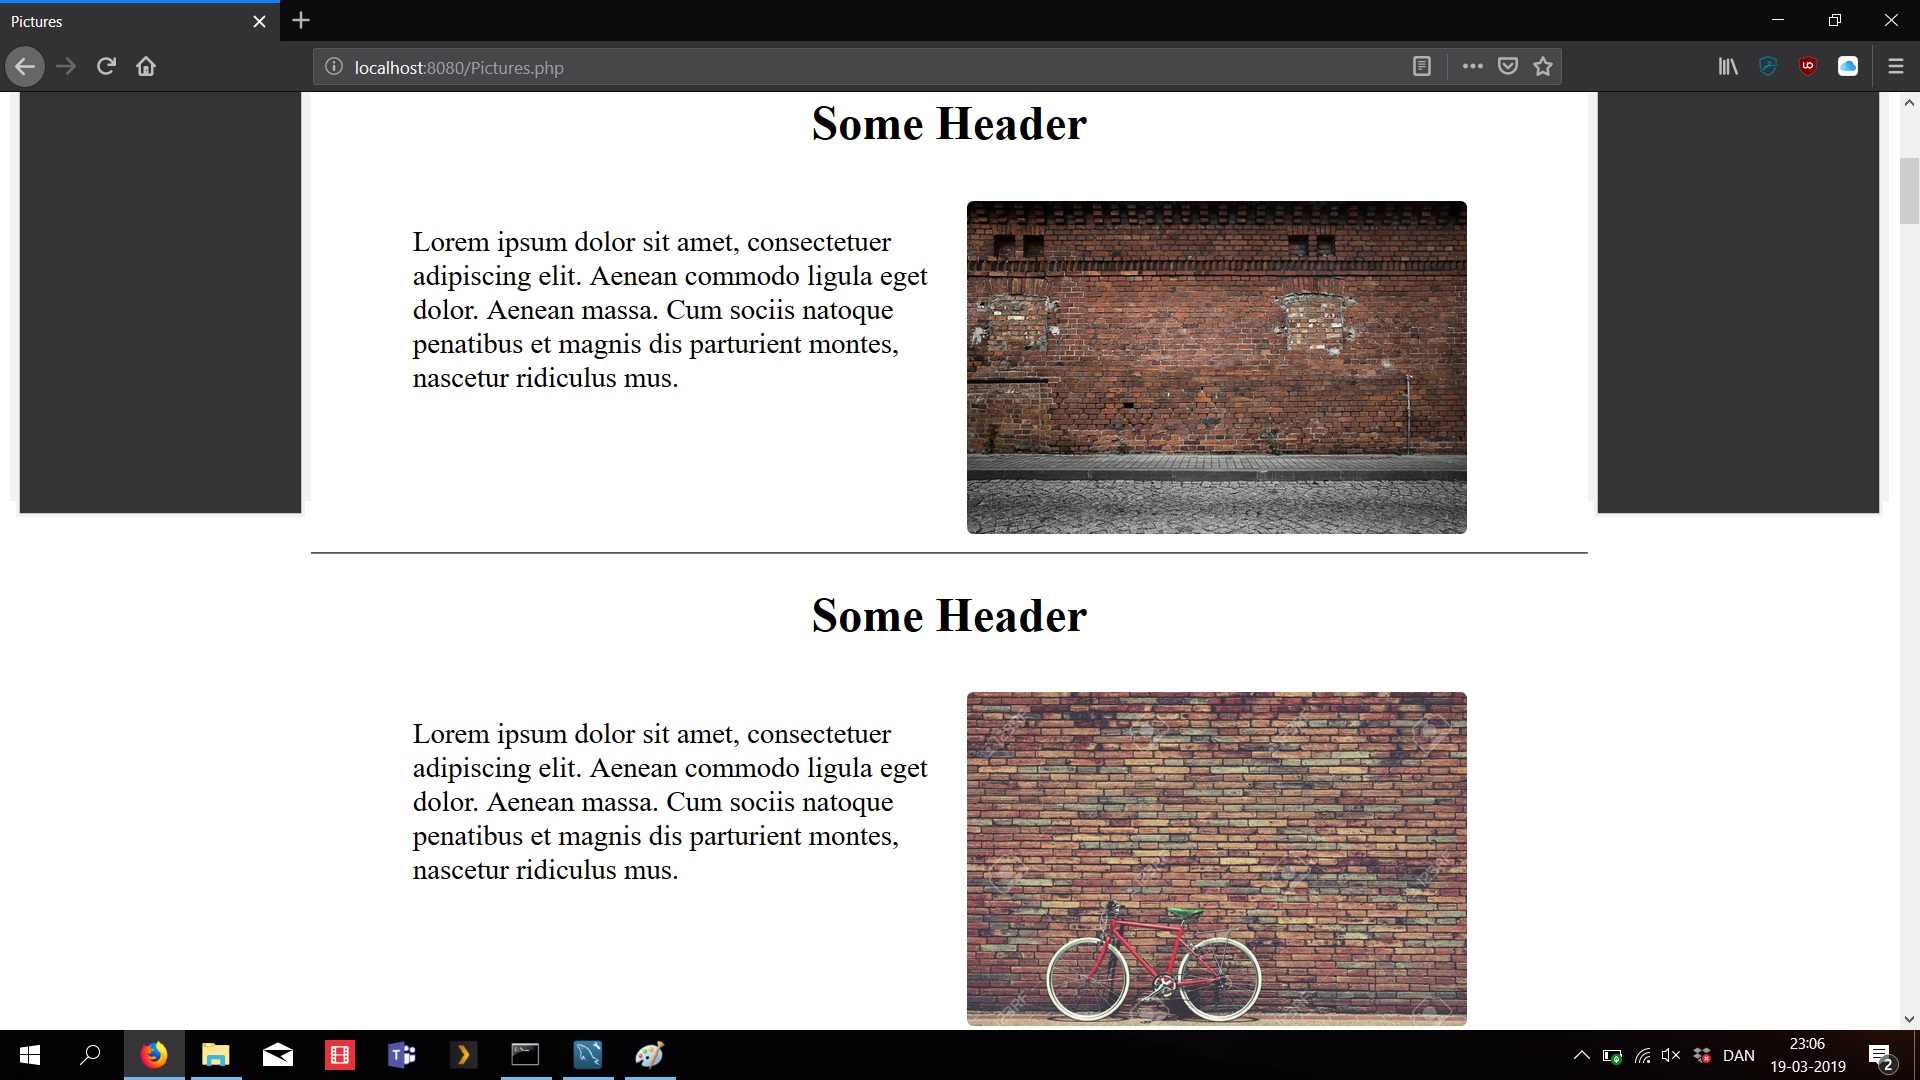 Pictures
localhost:8080/Pictures.php
Some Header
Lorem ipsum dolor sit amet, consectetuer
adipiscing elit. Aenean commodo ligula eget
dolor. Aenean massa. Cum sociis natoque
penatibus et magnis dis parturient montes,
nascetur ridiculus mus.
Some Header
Lorem ipsum dolor sit amet, consectetuer
adipiscing elit. Aenean commodo ligula eget
dolor. Aenean massa. Cum sociis natoque
penatibus et magnis dis parturient montes,
nascetur ridiculus mus.
123RF
DAN
23:06
19-03-2019
2